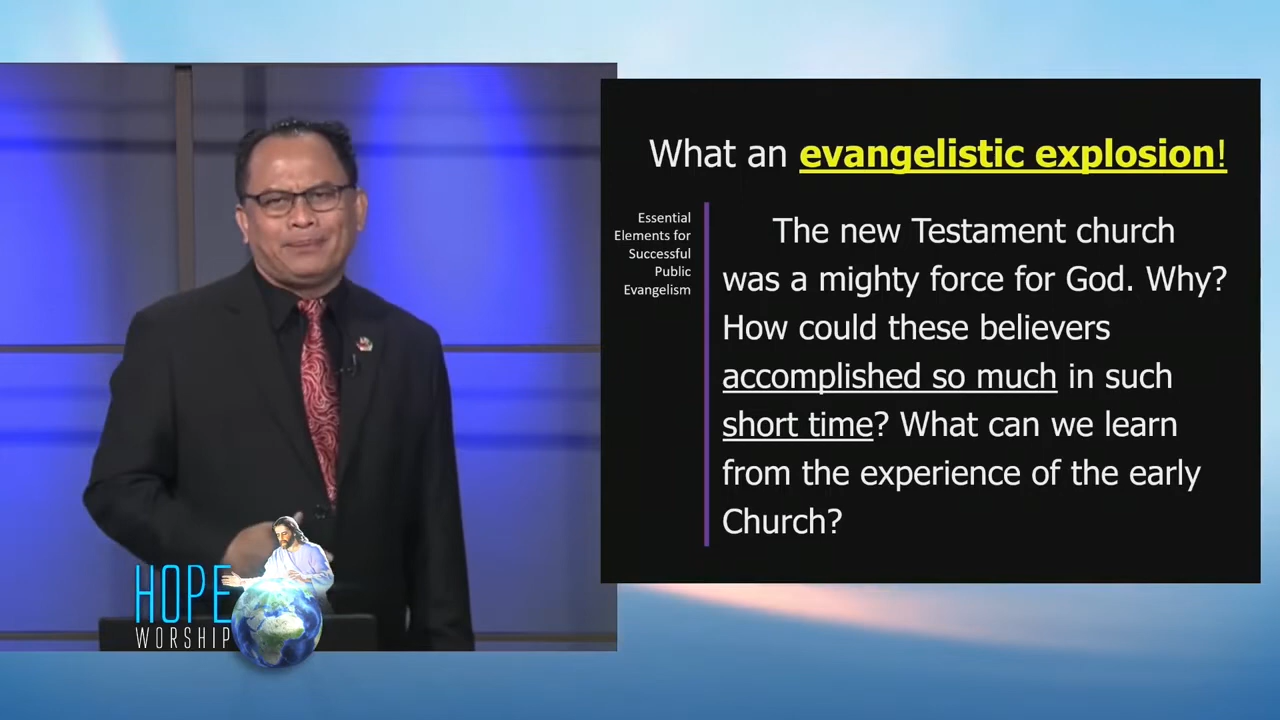 What an evangelistic explosion!
Essential
Elements for
Successful
Public
Evangelism
The new Testament church
was a mighty force for God. Why?
How could these believers
accomplished so much in such
short time? What can we learn
from the experience of the early
Church?
HOPE
WORSHIP